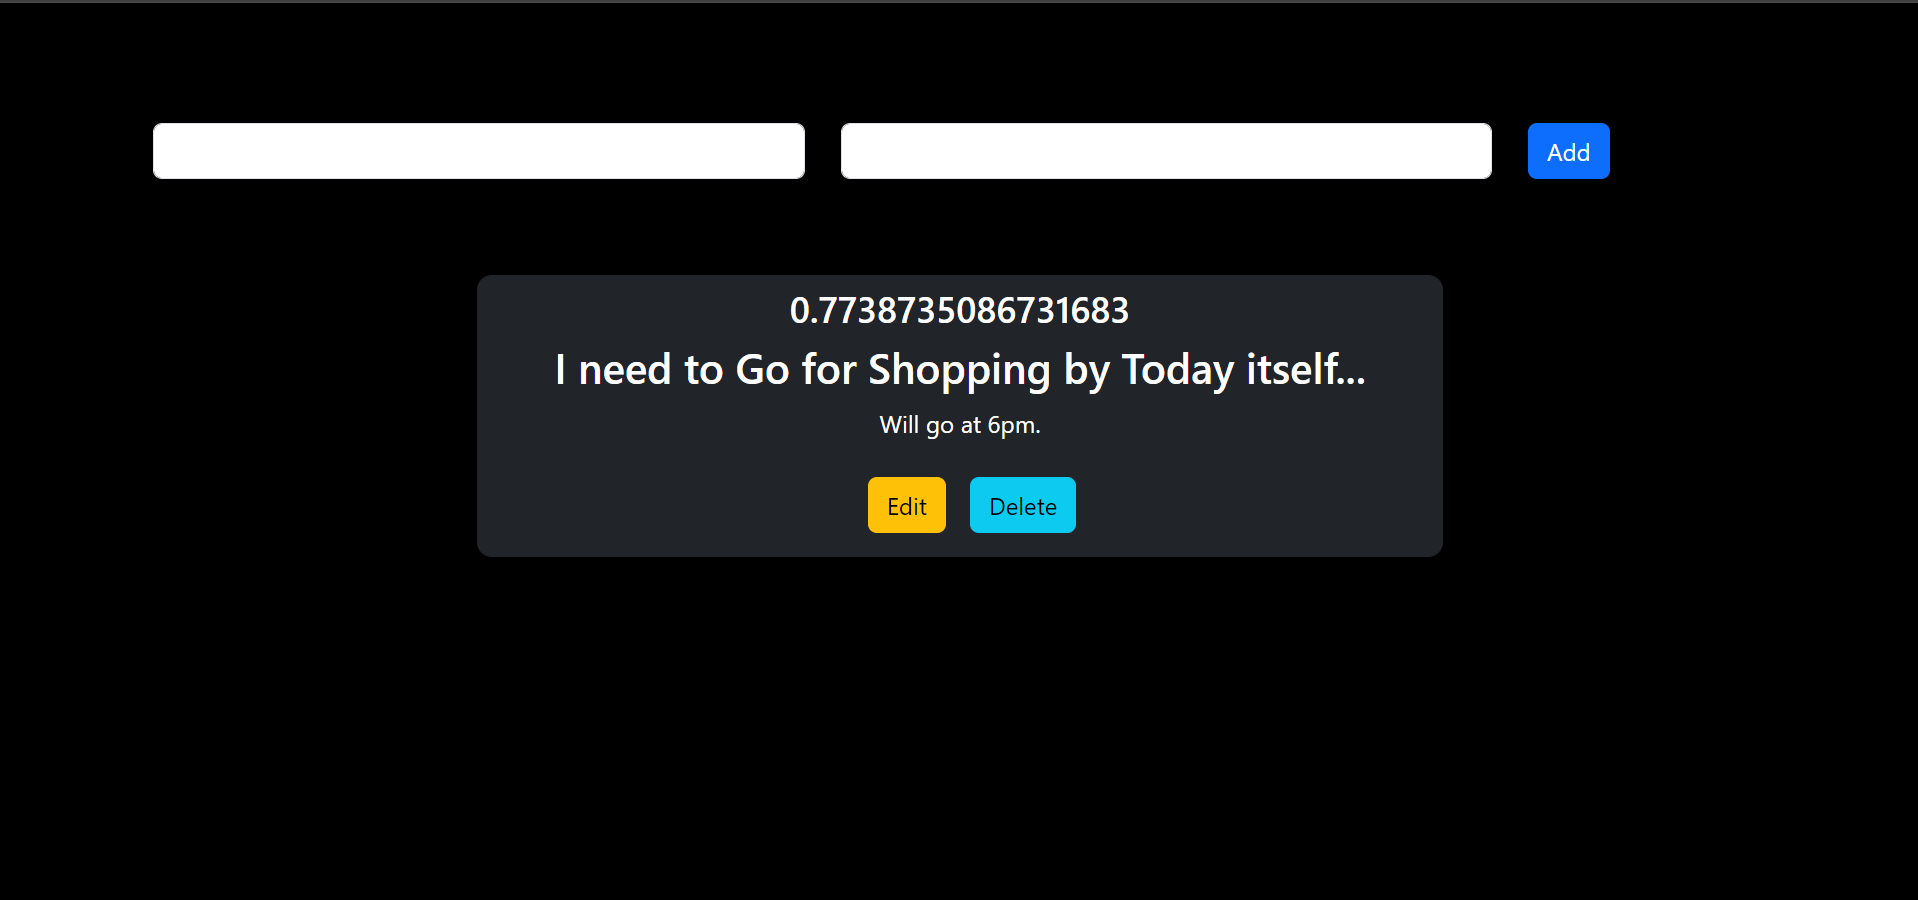 Add
0.7738735086731683
I need to Go for Shopping by Today itself...
Will go at 6pm.
Edit Delete